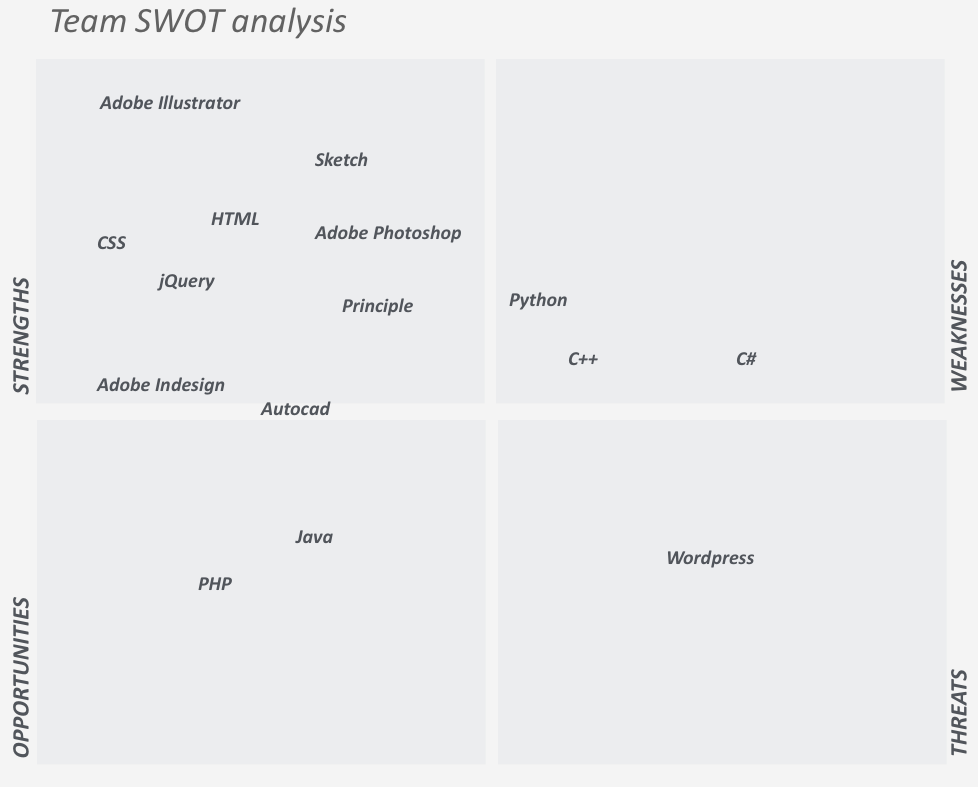 Team SWOT analysis
STRENGTHS
Adobe Illustrator
Sketch
HTML
Adobe Photoshop
CSS
jQuery
Principle
Adobe Indesign
Autocad
WEAKNESSES
Python
C++
C#
OPPORTUNITIES
Java
PHP
THREATS
Wordpress